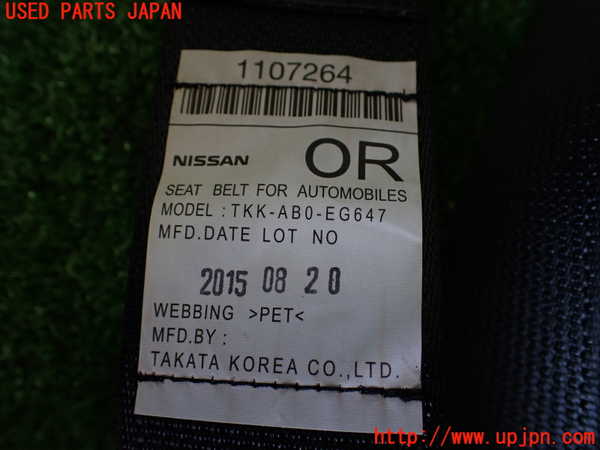 USED PARTS JAPAN
1107264
NISSAN OR
SEAT BELT FOR AUTOMOBILES
MODEL : TKK-AB0-EG647
MFD.DATE LOT NO
2015 08 20
WEBBING >PET<
MFD.BY :
TAKATA KOREA CO.,LTD.
http://www.upjpn.com/